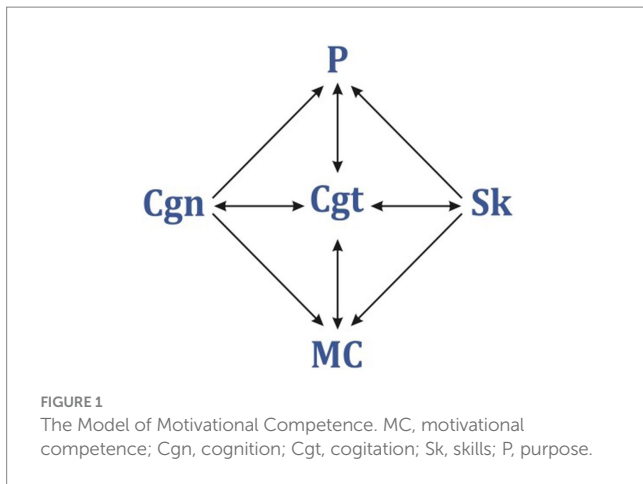 P
Cgn Cgt Sk
MC
FIGURE 1
The Model of Motivational Competence. MC, motivational
competence; Cgn, cognition; Cgt, cogitation; Sk, skills; P, purpose.